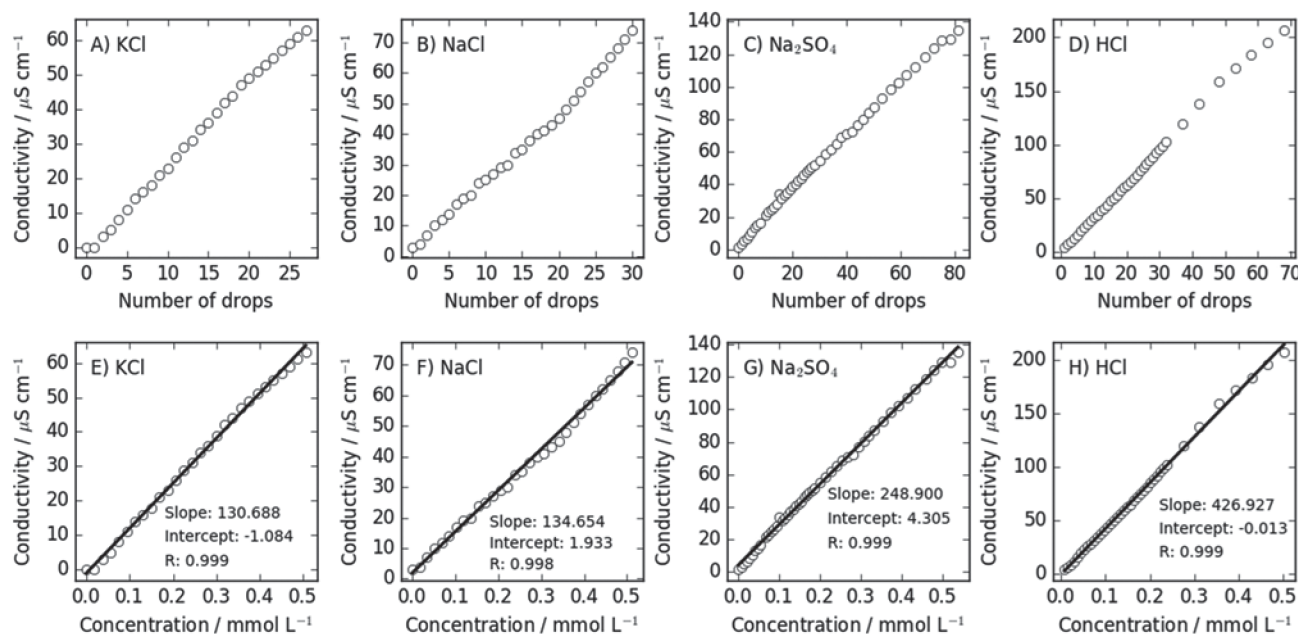 A) KCl
Conductivity / μS cm⁻¹
60
50
40
30
20
10
0
0 5 10 15 20 25
Number of drops
B) NaCl
Conductivity / μS cm⁻¹
80
70
60
50
40
30
20
10
0
0 5 10 15 20 25 30
Number of drops
C) Na₂SO₄
Conductivity / μS cm⁻¹
140
120
100
80
60
40
20
0
0 20 40 60 80
Number of drops
D) HCl
Conductivity / μS cm⁻¹
200
150
100
50
0
0 10 20 30 40 50 60 70
Number of drops
E) KCl
Conductivity / μS cm⁻¹
60
50
40
30
20
10
0
Slope: 130.688
Intercept: -1.084
R: 0.999
0.0 0.1 0.2 0.3 0.4 0.5
Concentration / mmol L⁻¹
F) NaCl
Conductivity / μS cm⁻¹
70
60
50
40
30
20
10
0
Slope: 134.654
Intercept: 1.933
R: 0.998
0.0 0.1 0.2 0.3 0.4 0.5
Concentration / mmol L⁻¹
G) Na₂SO₄
Conductivity / μS cm⁻¹
140
120
100
80
60
40
20
0
Slope: 248.900
Intercept: 4.305
R: 0.999
0.0 0.1 0.2 0.3 0.4 0.5
Concentration / mmol L⁻¹
H) HCl
Conductivity / μS cm⁻¹
200
150
100
50
0
Slope: 426.927
Intercept: -0.013
R: 0.999
0.0 0.1 0.2 0.3 0.4 0.5
Concentration / mmol L⁻¹